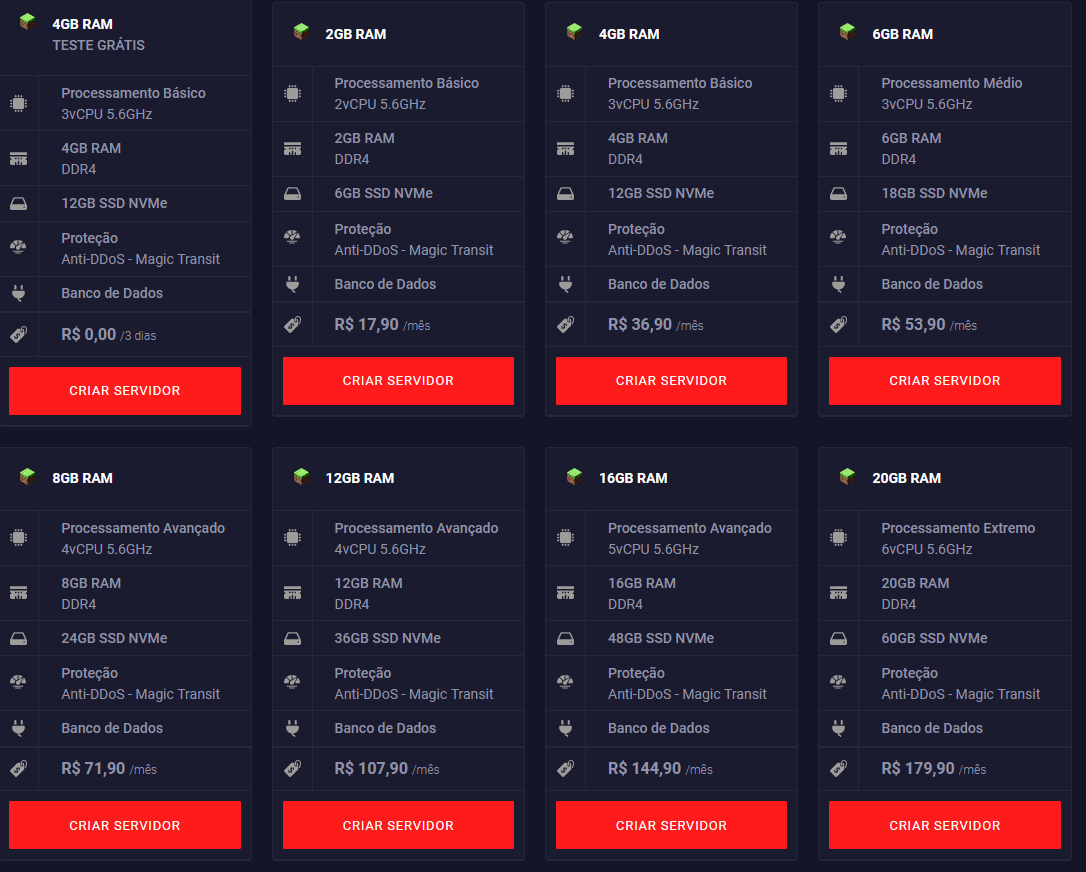 4GB RAM
TESTE GRÁTIS
Processamento Básico
3vCPU 5.6GHz
4GB RAM
DDR4
12GB SSD NVMe
Proteção
Anti-DDoS - Magic Transit
Banco de Dados
R$ 0,00 /3 dias
CRIAR SERVIDOR
2GB RAM
Processamento Básico
2vCPU 5.6GHz
2GB RAM
DDR4
6GB SSD NVMe
Proteção
Anti-DDoS - Magic Transit
Banco de Dados
R$ 17,90 /mês
CRIAR SERVIDOR
4GB RAM
Processamento Básico
3vCPU 5.6GHz
4GB RAM
DDR4
12GB SSD NVMe
Proteção
Anti-DDoS - Magic Transit
Banco de Dados
R$ 36,90 /mês
CRIAR SERVIDOR
6GB RAM
Processamento Médio
3vCPU 5.6GHz
6GB RAM
DDR4
18GB SSD NVMe
Proteção
Anti-DDoS - Magic Transit
Banco de Dados
R$ 53,90 /mês
CRIAR SERVIDOR
8GB RAM
Processamento Avançado
4vCPU 5.6GHz
8GB RAM
DDR4
24GB SSD NVMe
Proteção
Anti-DDoS - Magic Transit
Banco de Dados
R$ 71,90 /mês
CRIAR SERVIDOR
12GB RAM
Processamento Avançado
4vCPU 5.6GHz
12GB RAM
DDR4
36GB SSD NVMe
Proteção
Anti-DDoS - Magic Transit
Banco de Dados
R$ 107,90 /mês
CRIAR SERVIDOR
16GB RAM
Processamento Avançado
5vCPU 5.6GHz
16GB RAM
DDR4
48GB SSD NVMe
Proteção
Anti-DDoS - Magic Transit
Banco de Dados
R$ 144,90 /mês
CRIAR SERVIDOR
20GB RAM
Processamento Extremo
6vCPU 5.6GHz
20GB RAM
DDR4
60GB SSD NVMe
Proteção
Anti-DDoS - Magic Transit
Banco de Dados
R$ 179,90 /mês
CRIAR SERVIDOR